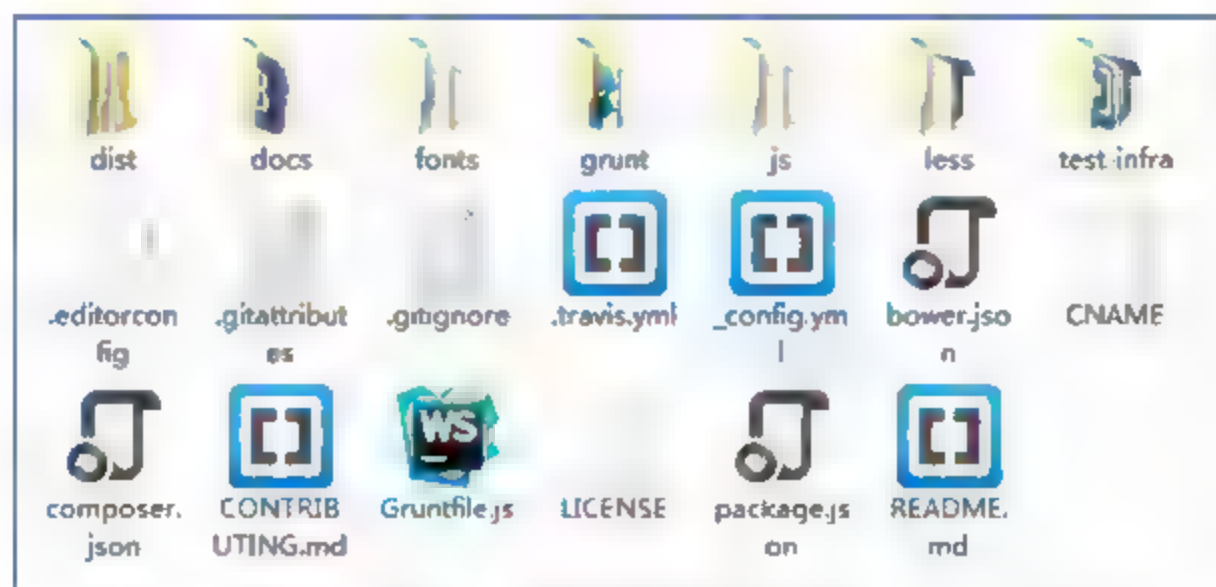 dist docs fonts grunt js less test-infra
.editorcon .gitattribut .gitignore .travis.yml _config.ym bower.jso CNAME
fig es l n
WS
composer. CONTRIB Gruntfile.js LICENSE package.js README.
json UTING.md on md